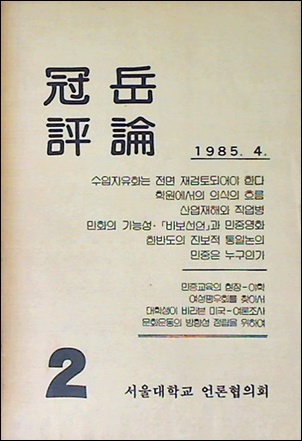 冠岳
評論
1985. 4.
수입자유화는 전면 재검토되어야 한다
학원에서의 의식의 흐름
산업재해와 직업병
민화의 가능성·「바보선언」과 민중영화
한반도의 진보적 통일논의
민중은 누구인가
민중교육의 현장-야학
여성평우회를 찾아서
대학생이 바라본 미국-여론조사
문화운동의 방향성 정립을 위하여
2
서울대학교 언론협의회